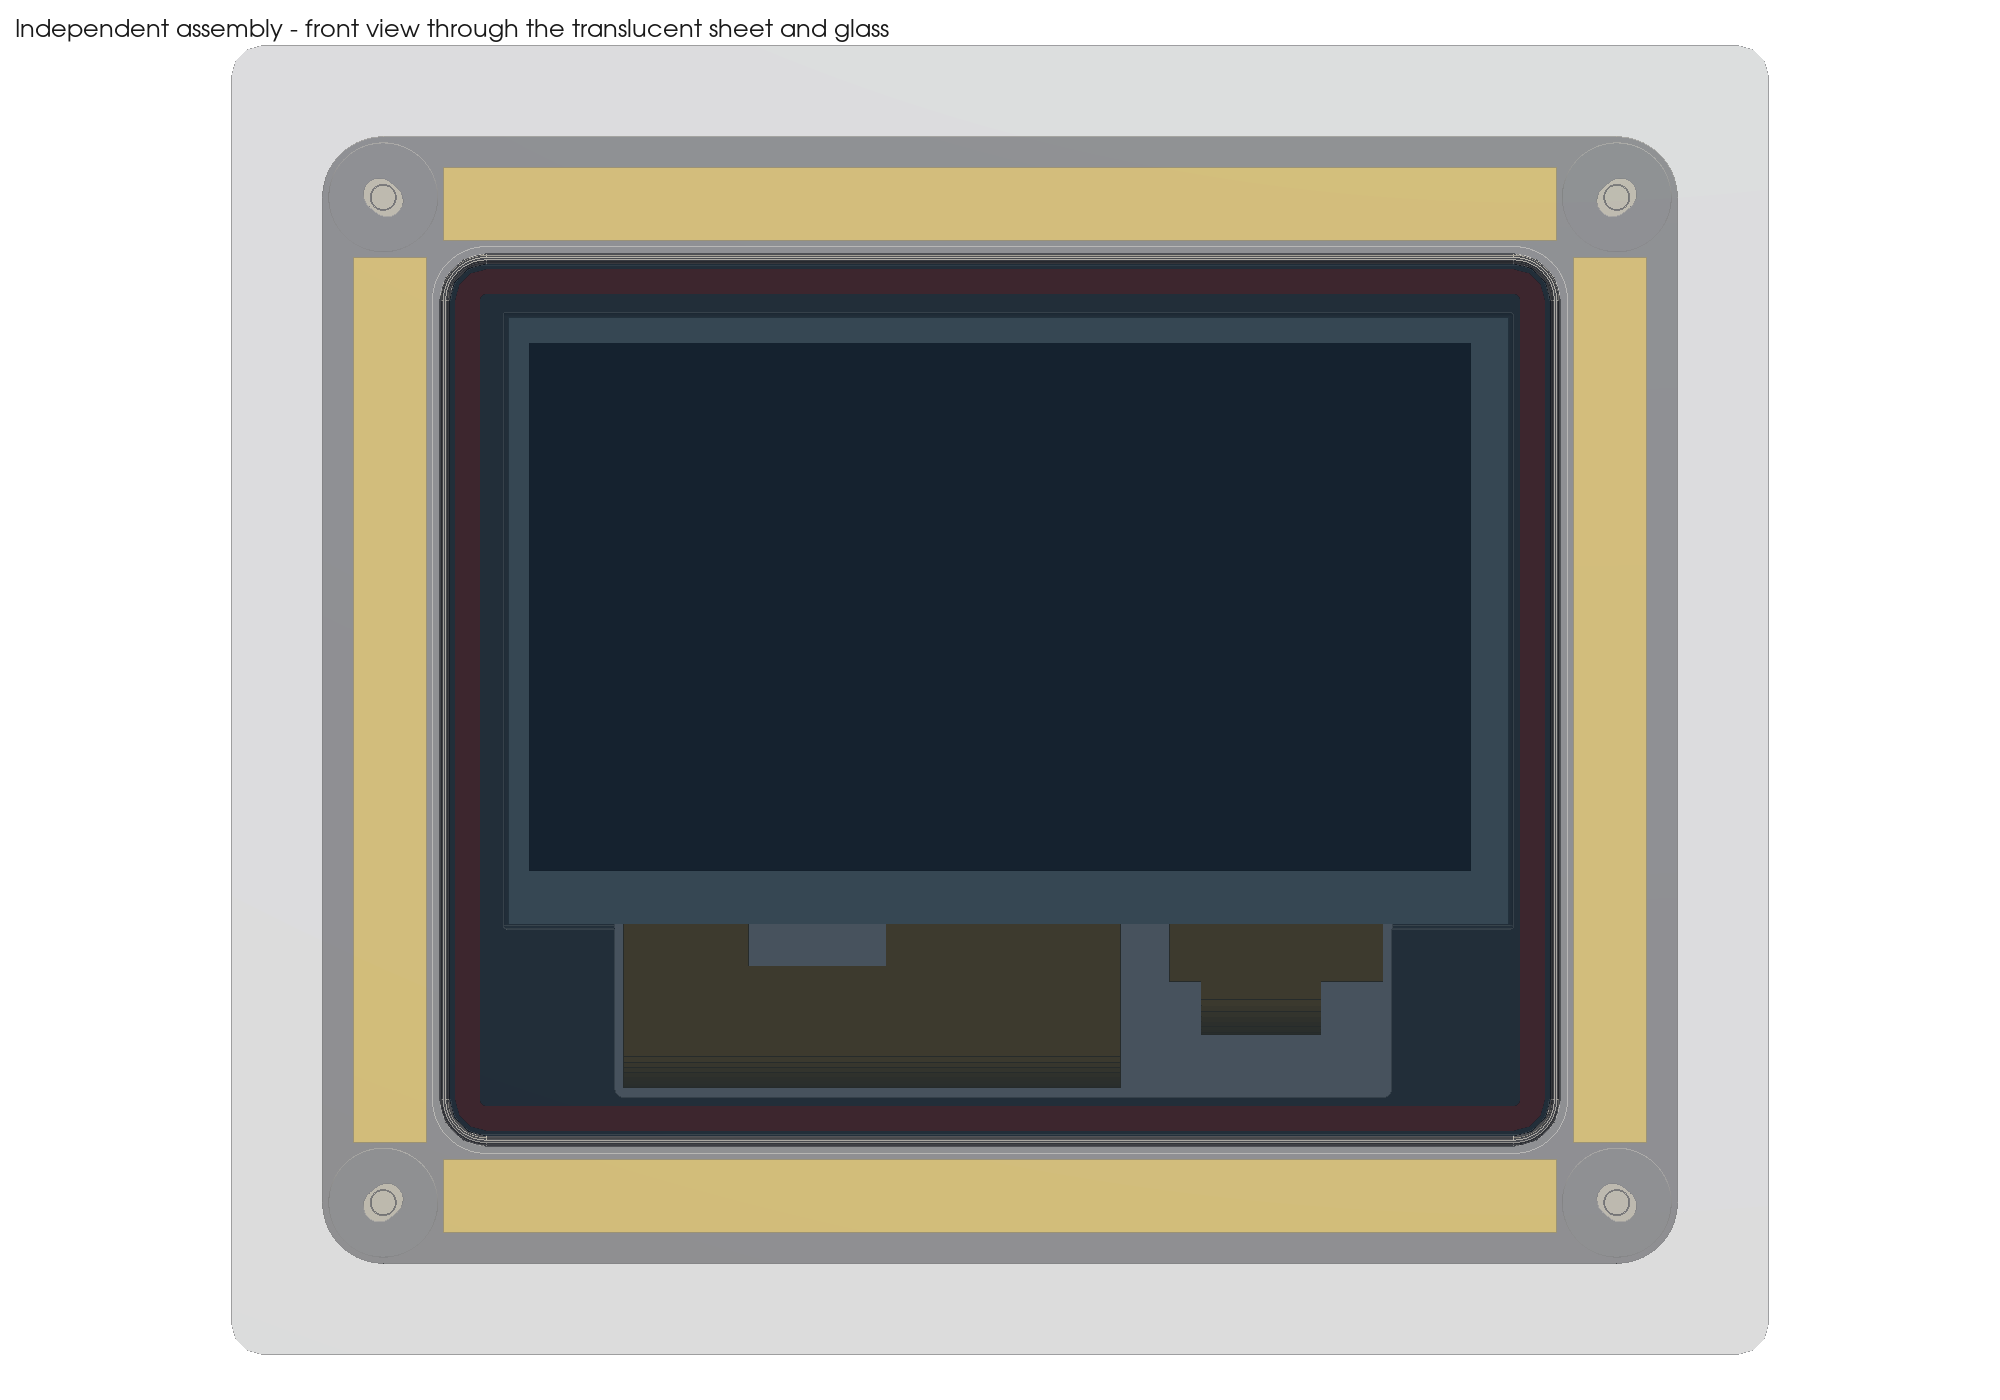 Independent assembly - front view through the translucent sheet and glass